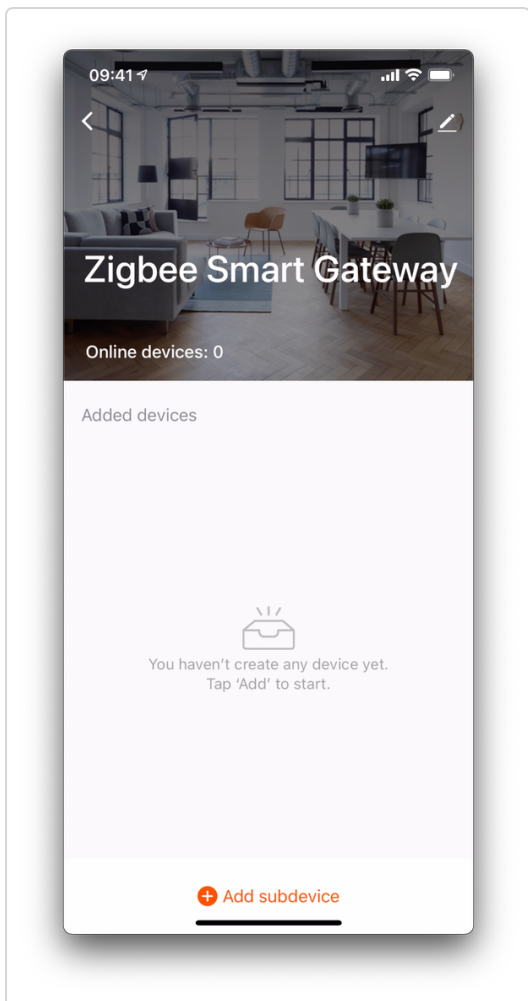 09:41
Zigbee Smart Gateway
Online devices: 0
Added devices
You haven't create any device yet.
Tap ‘Add’ to start.
Add subdevice